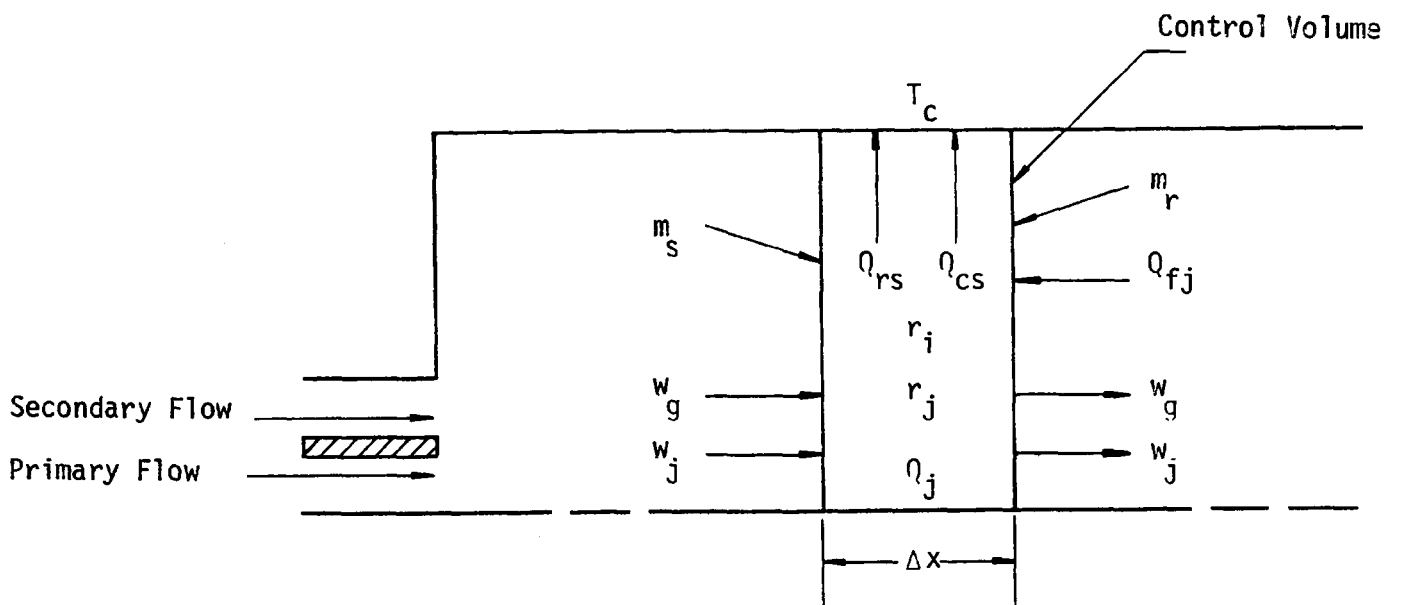 Control Volume
T_c
m_r
m_s
Q_rs Q_cs Q_fj
r_i
w_g r_j w_g
Secondary Flow
w_j Q_j w_j
Primary Flow
Δx